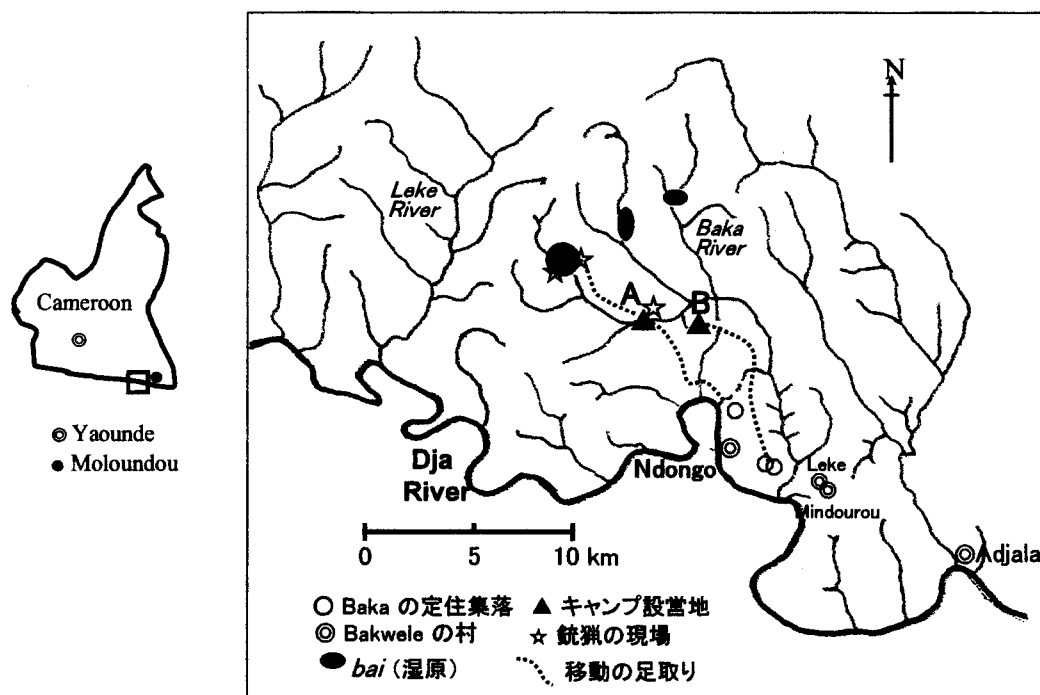 Cameroon
◎ Yaounde
● Moloundou
N
Leke
River
Baka
River
A
B
Dja
River
Ndongo
Leke
Mindourou
Adjala
0 5 10 km
○ Baka の定住集落 ▲ キャンプ設営地
◎ Bakwele の村 ☆ 銃猟の現場
bai (湿原) 移動の足取り